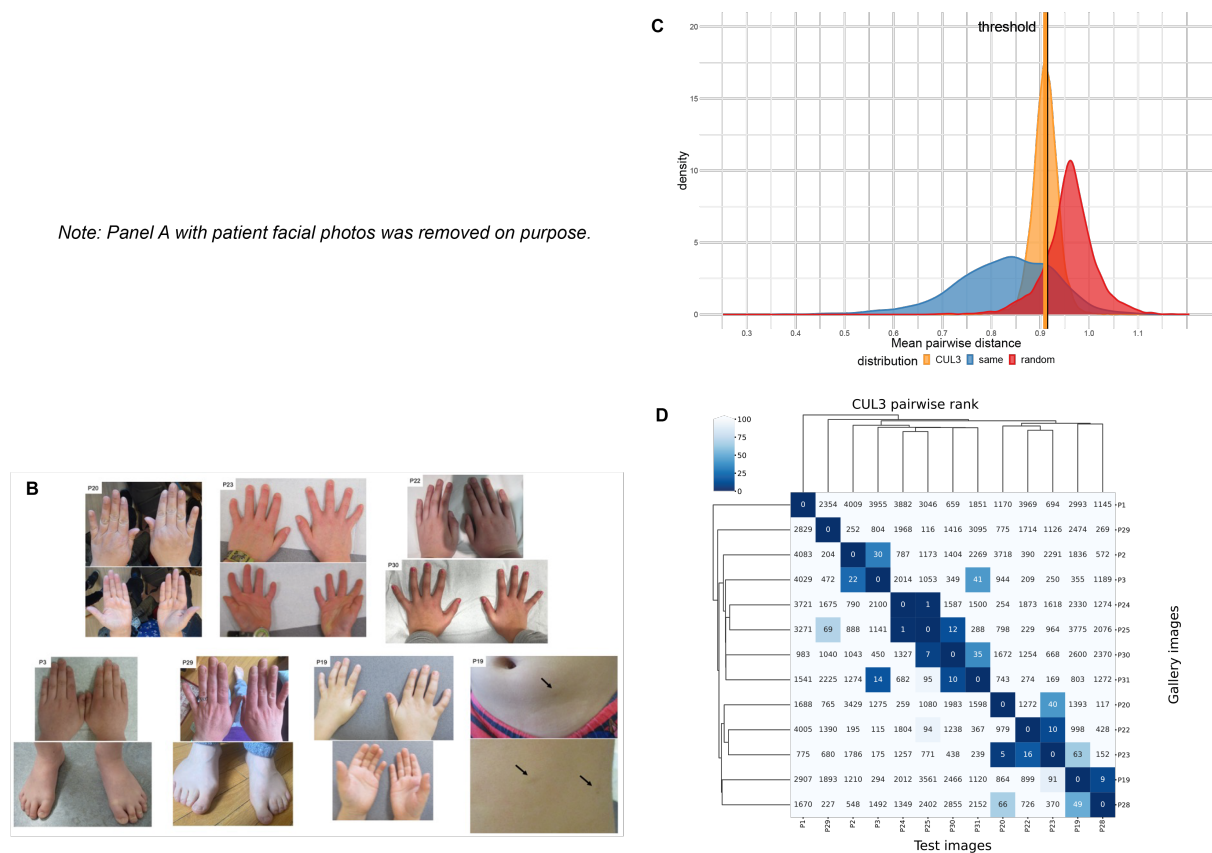 Note: Panel A with patient facial photos was removed on purpose.
B
P20
P23
P22
P30
P3
P29
P19
P19
C
threshold
20
15
10
5
0
density
0.3 0.4 0.5 0.6 0.7 0.8 0.9 1.0 1.1
Mean pairwise distance
distribution CUL3 same random
D
CUL3 pairwise rank
100
75
50
25
0
0 2354 4009 3955 3882 3046 659 1851 1170 3969 694 2993 1145 P1
2829 0 252 804 1968 116 1416 3095 775 1714 1126 2474 269 P29
4083 204 0 30 787 1173 1404 2269 3718 390 2291 1836 572 P2
4029 472 22 0 2014 1053 349 41 944 209 250 355 1189 P3
3721 1675 790 2100 0 1 1587 1500 254 1873 1618 2330 1274 P24
3271 69 888 1141 1 0 12 288 798 229 964 3775 2076 P25
983 1040 1043 450 1327 7 0 35 1672 1254 668 2600 2370 P30
1541 2225 1274 14 682 95 10 0 743 274 169 803 1272 P31
1688 765 3429 1275 259 1080 1983 1598 0 1272 40 1393 117 P20
4005 1390 195 115 1804 94 1238 367 979 0 10 998 428 P22
775 680 1786 175 1257 771 438 239 5 16 0 63 152 P23
2907 1893 1210 294 2012 3561 2466 1120 864 899 91 0 9 P19
1670 227 548 1492 1349 2402 2855 2152 66 726 370 49 0 P28
P1 P29 P2 P3 P24 P25 P30 P31 P20 P22 P23 P19 P28
Test images
Gallery images